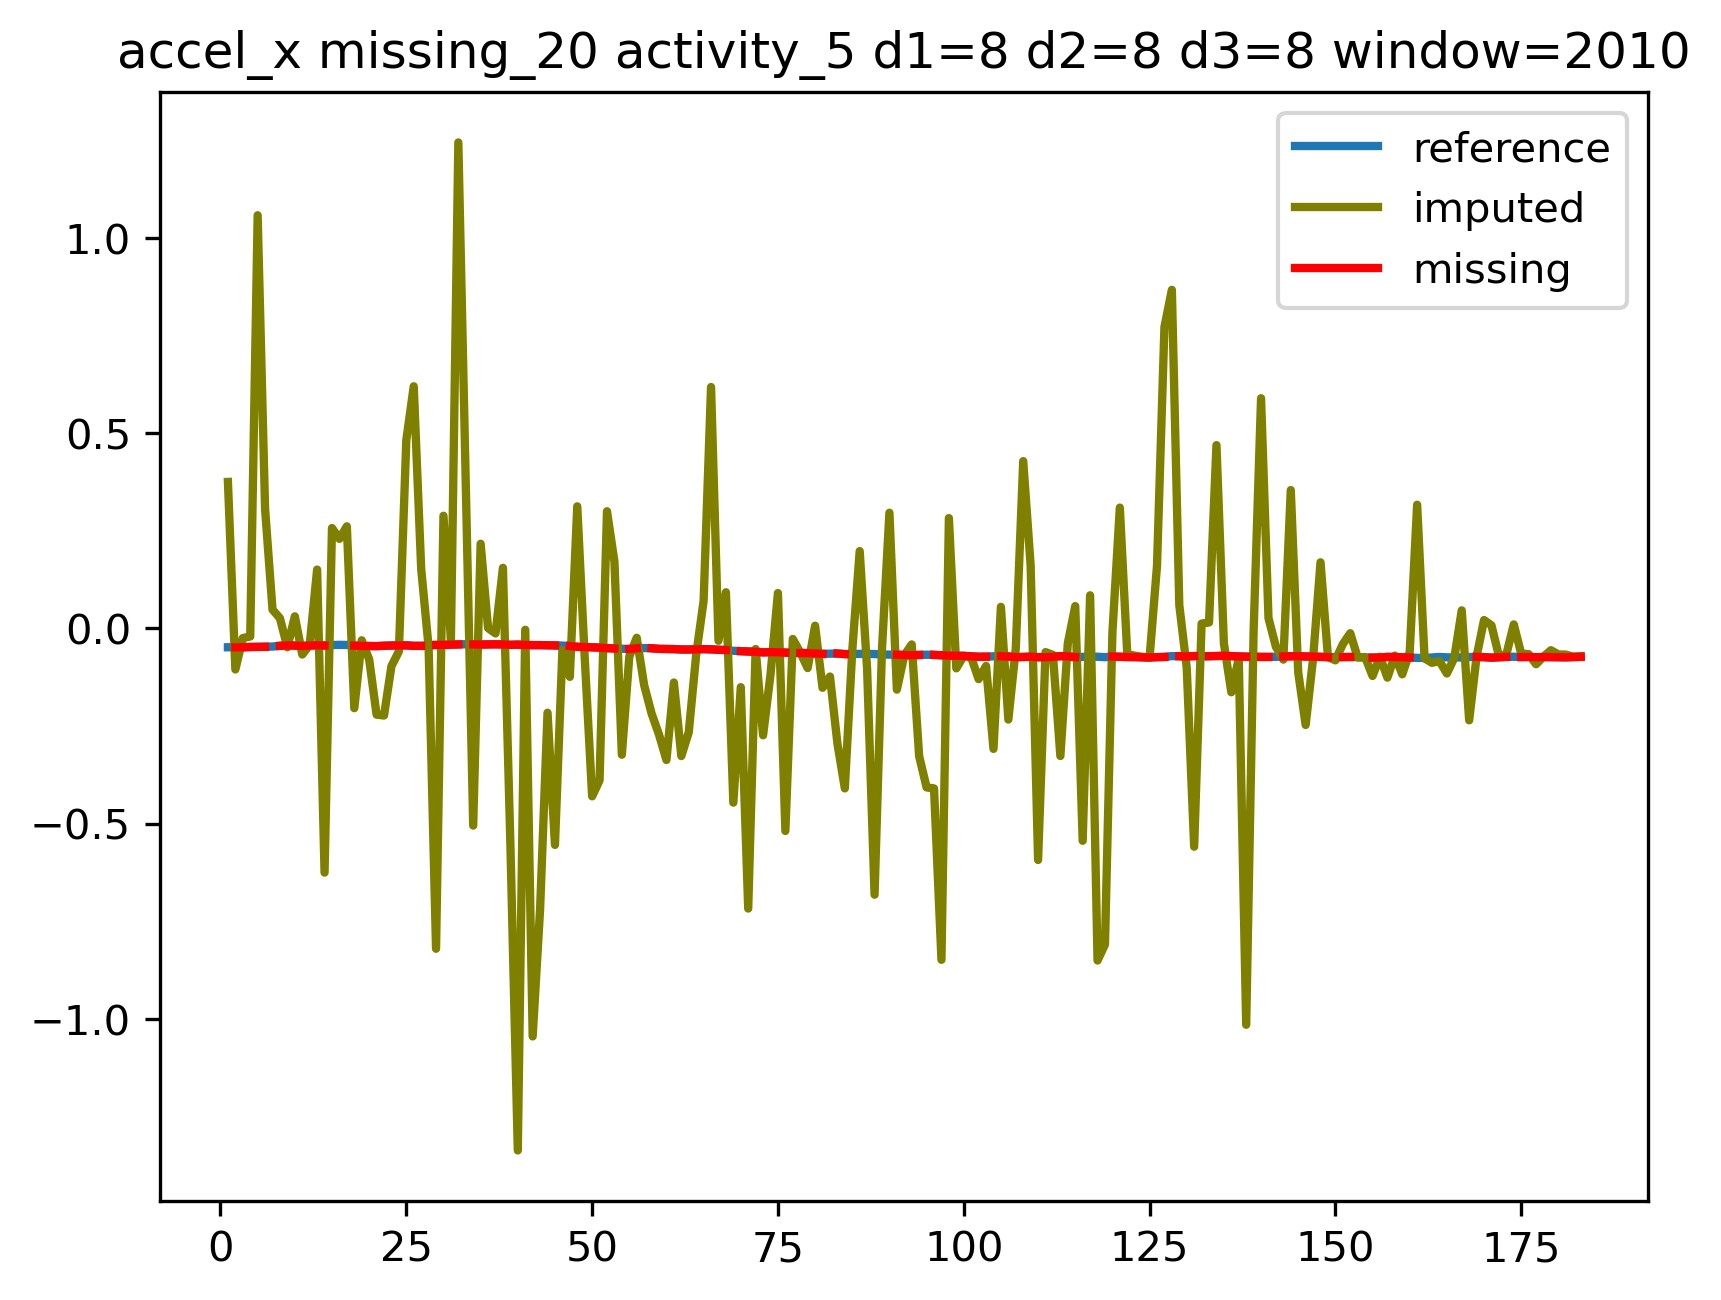 accel_x missing_20 activity_5 d1=8 d2=8 d3=8 window=2010
reference
imputed
missing
1.0
0.5
0.0
−0.5
−1.0
0 25 50 75 100 125 150 175